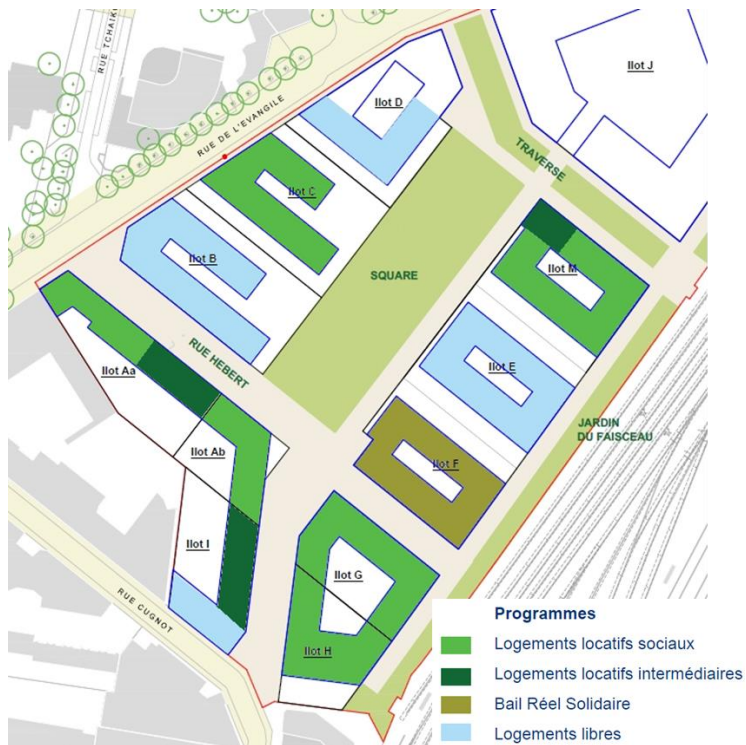 RUE TCHAIKO
RUE DE L'EVANGILE
Ilot D
Ilot J
TRAVERSE
Ilot C
Ilot B
SQUARE
Ilot M
RUE HEBERT
Ilot Aa
Ilot E
JARDIN
DU FAISCEAU
Ilot Ab
Ilot F
Ilot I
Ilot G
RUE CUGNOT
Ilot H
Programmes
Logements locatifs sociaux
Logements locatifs intermédiaires
Bail Réel Solidaire
Logements libres